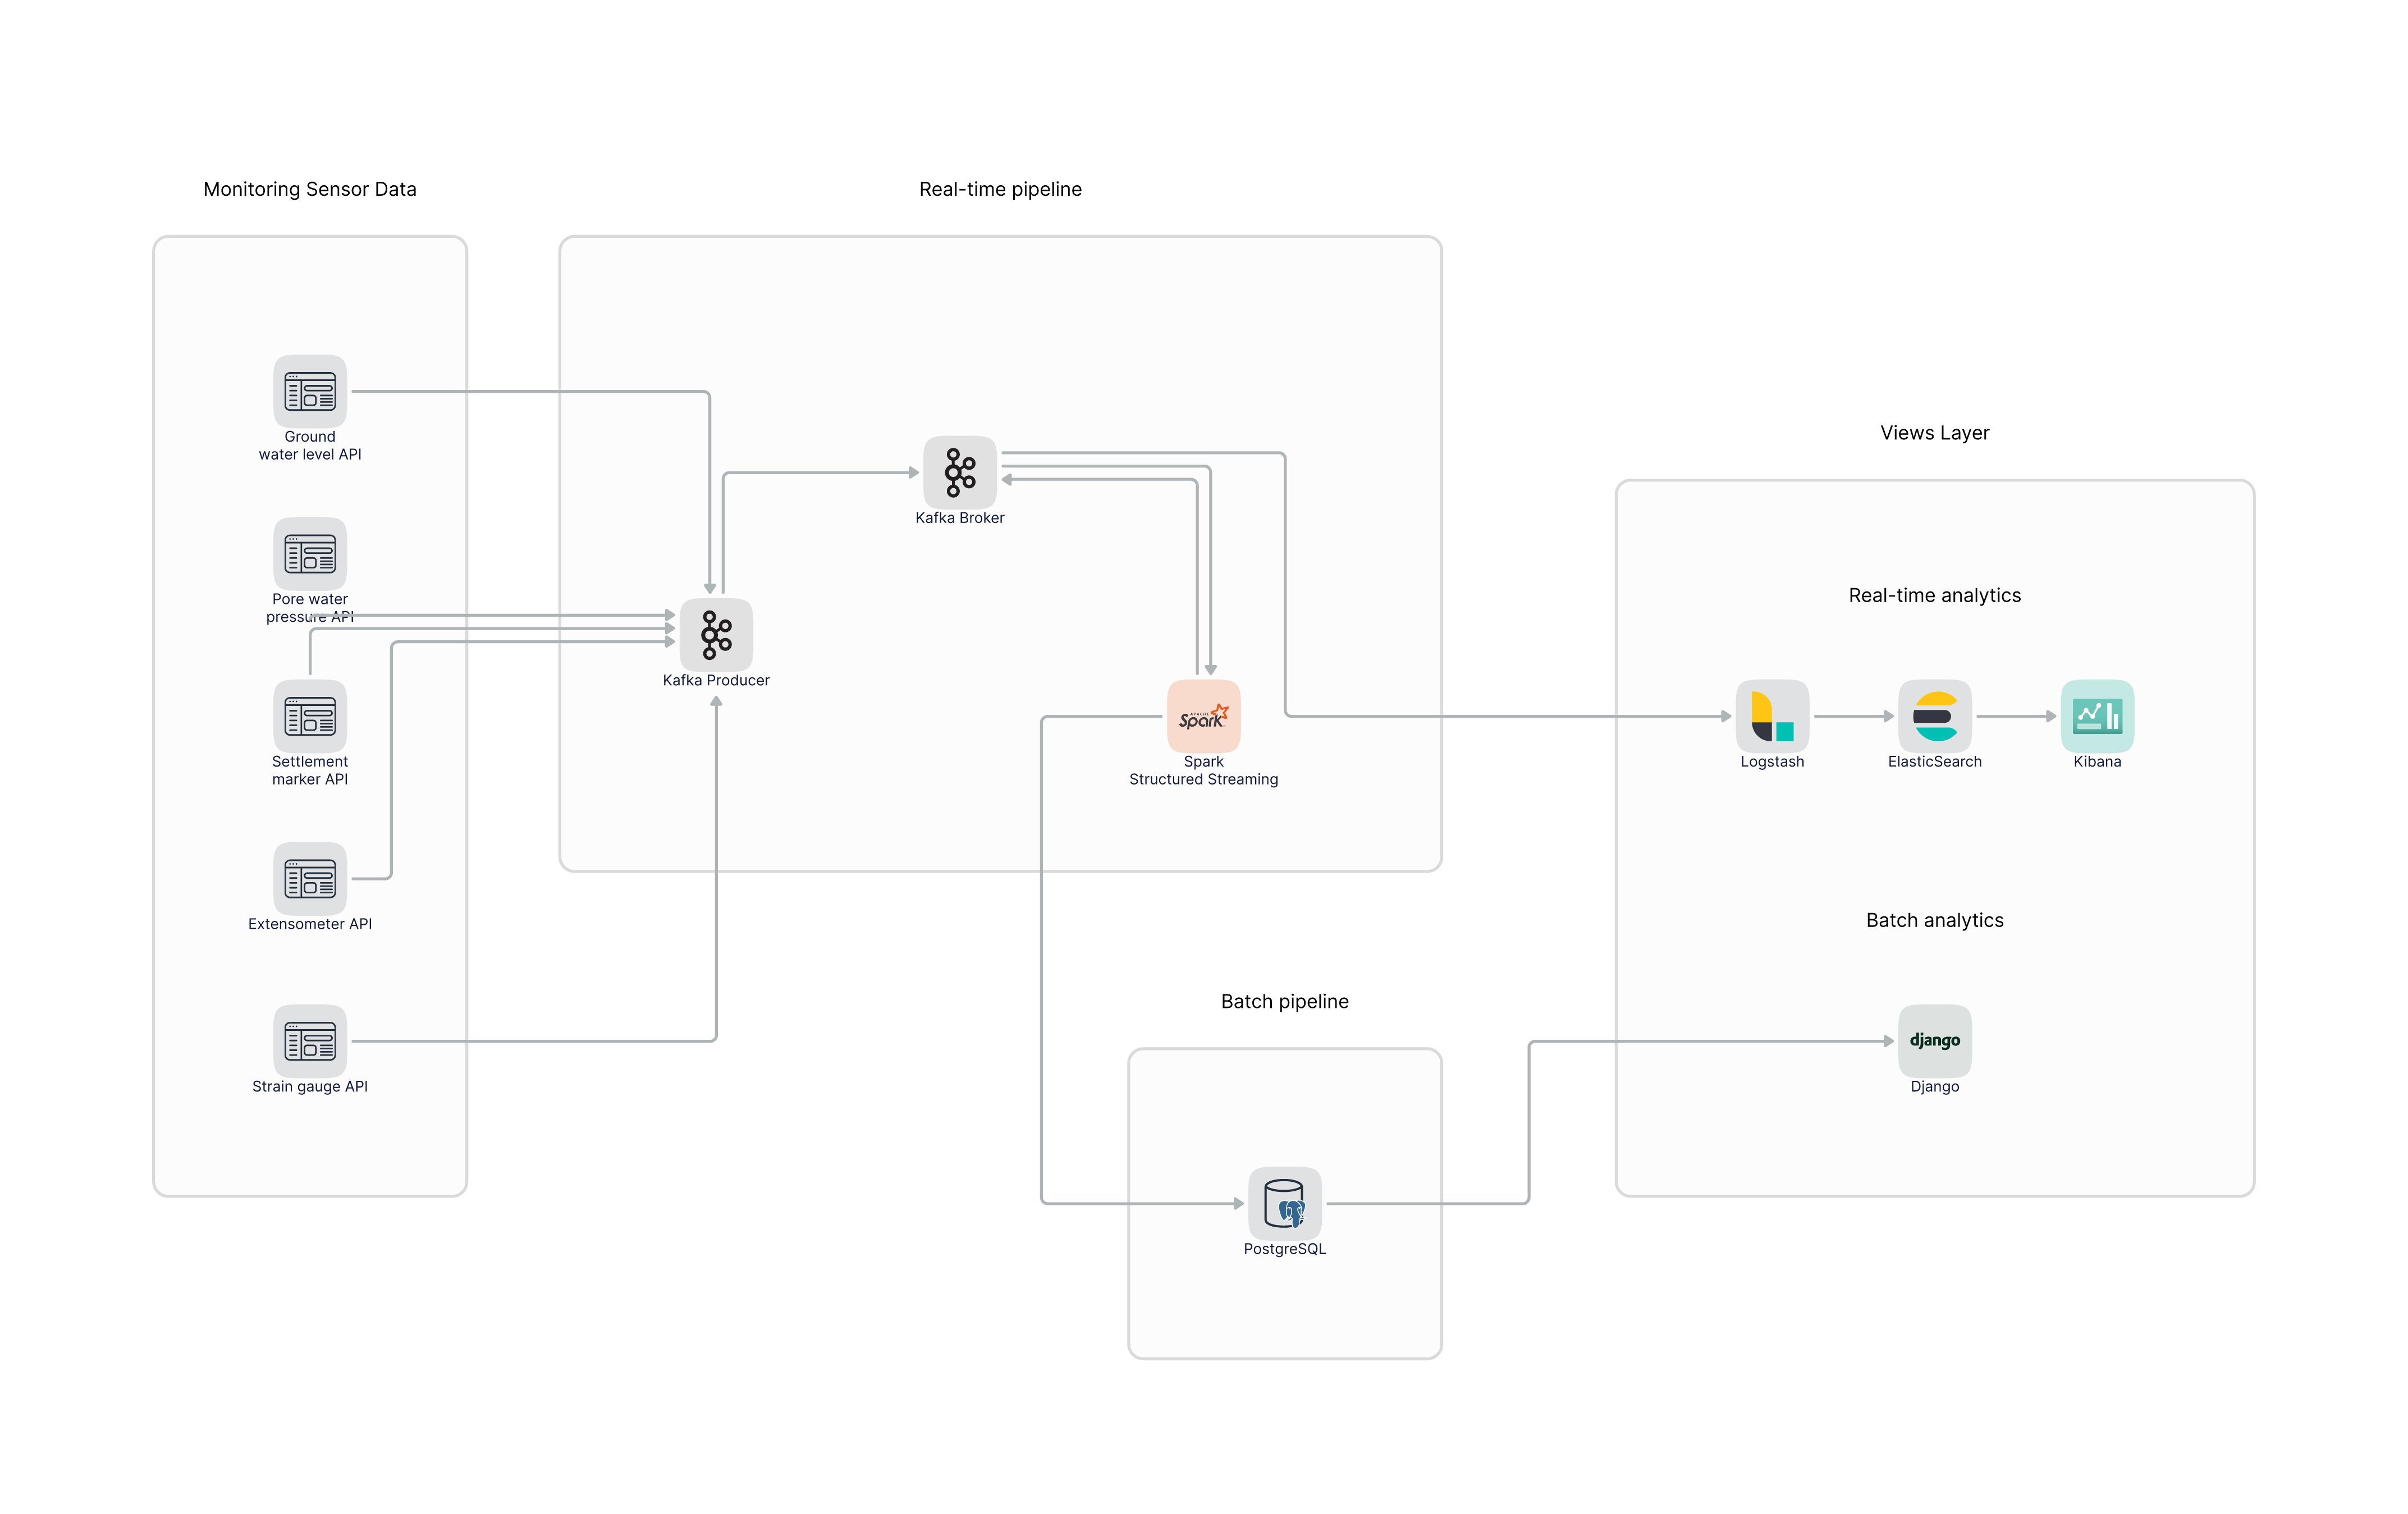 Monitoring Sensor Data
Ground
water level API
Pore water
pressure API
Settlement
marker API
Extensometer API
Strain gauge API
Real-time pipeline
Kafka Broker
Kafka Producer
APACHE
Spark
Spark
Structured Streaming
Batch pipeline
PostgreSQL
Views Layer
Real-time analytics
Logstash
ElasticSearch
Kibana
Batch analytics
django
Django